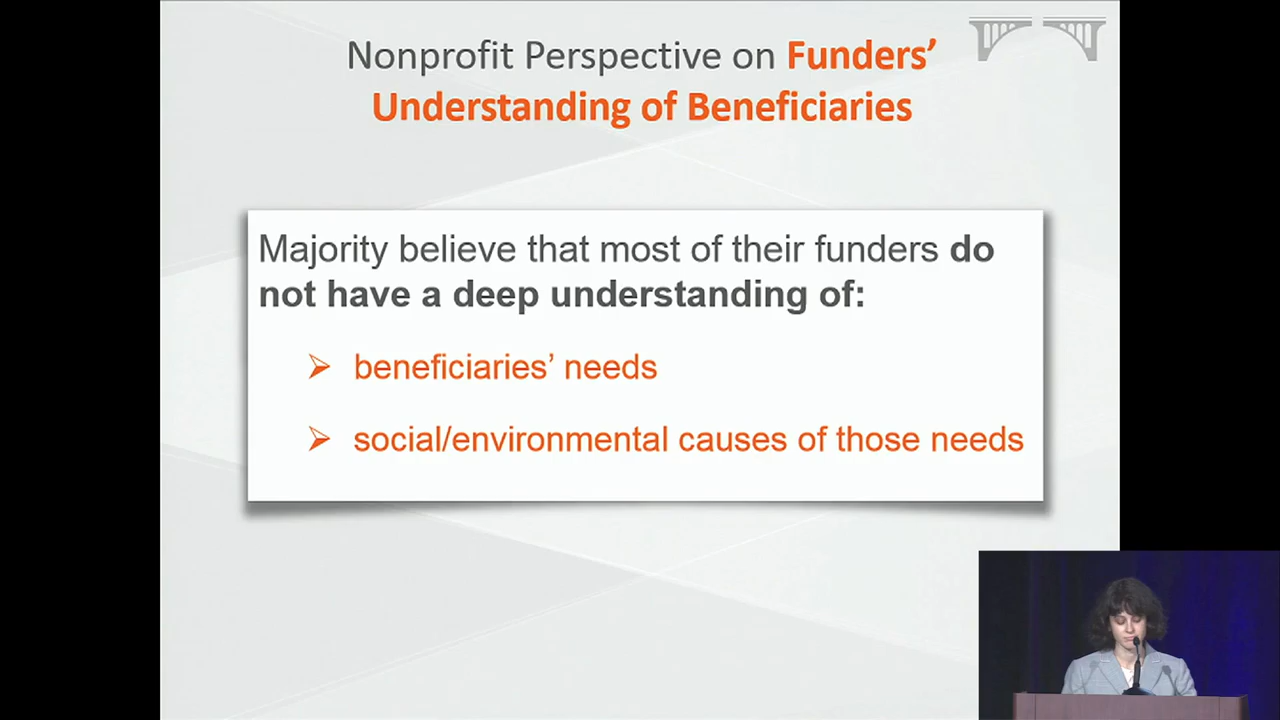 Nonprofit Perspective on Funders’
Understanding of Beneficiaries
Majority believe that most of their funders do
not have a deep understanding of:
beneficiaries’ needs
social/environmental causes of those needs